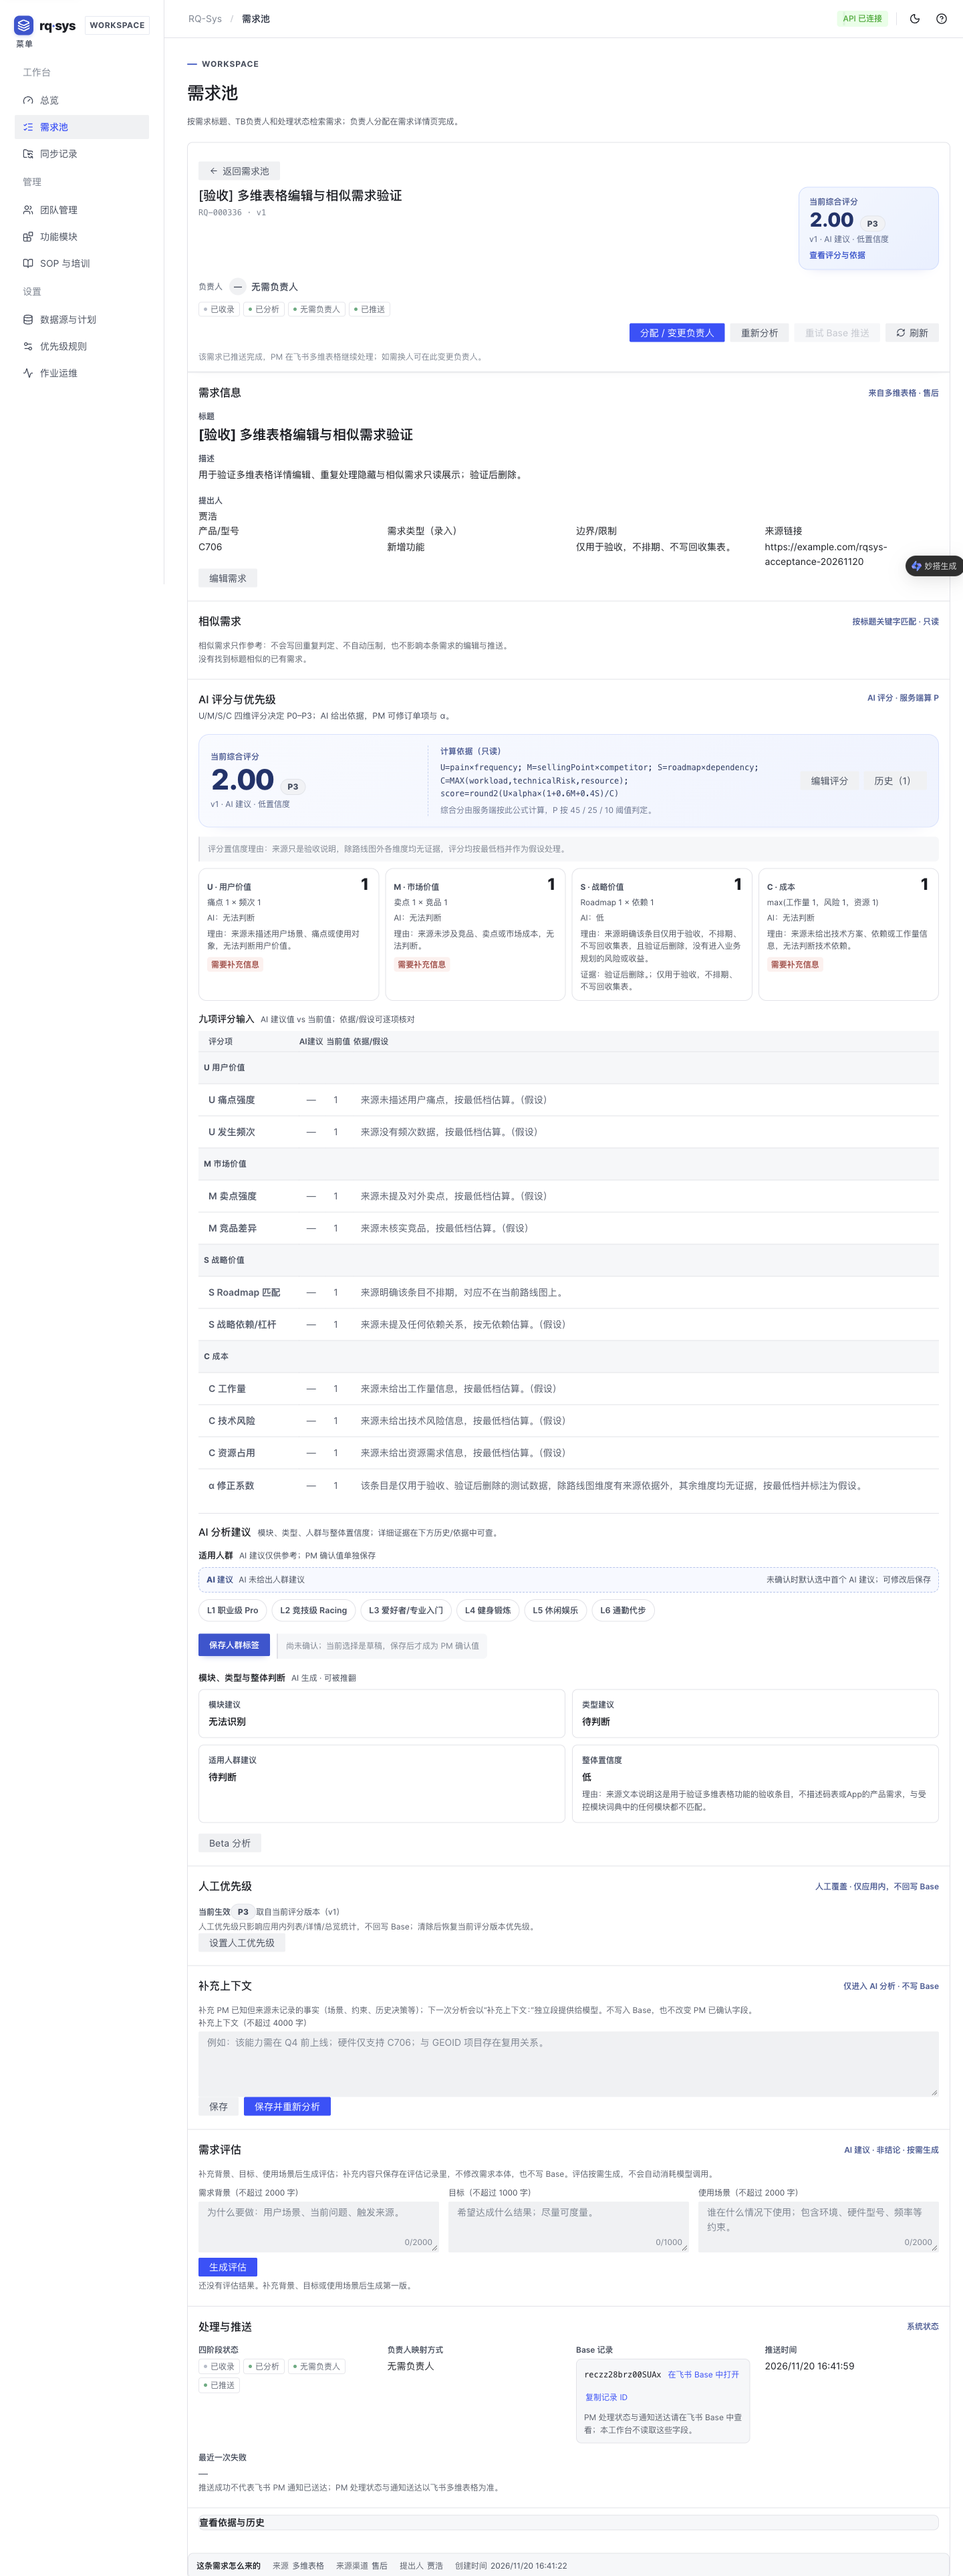 rq·sys WORKSPACE
菜单
工作台
总览
需求池
同步记录
管理
团队管理
功能模块
SOP 与培训
设置
数据源与计划
优先级规则
作业运维
RQ-Sys / 需求池
API 已连接
WORKSPACE
需求池
按需求标题、TB负责人和处理状态检索需求；负责人分配在需求详情页完成。
返回需求池
[验收] 多维表格编辑与相似需求验证
RQ-000336 · v1
当前综合评分
2.00 P3
v1 · AI 建议 · 低置信度
查看评分与依据
负责人 — 无需负责人
已收录 已分析 无需负责人 已推送
分配 / 变更负责人 重新分析 重试 Base 推送 刷新
该需求已推送完成，PM 在飞书多维表格继续处理；如需换人可在此变更负责人。
需求信息
来自多维表格 · 售后
标题
[验收] 多维表格编辑与相似需求验证
描述
用于验证多维表格详情编辑、重复处理隐藏与相似需求只读展示；验证后删除。
提出人
贾浩
产品/型号 需求类型（录入） 边界/限制 来源链接
C706 新增功能 仅用于验收，不排期、不写回收集表。 https://example.com/rqsys-
acceptance-20261120
妙搭生成
编辑需求
相似需求
按标题关键字匹配 · 只读
相似需求只作参考：不会写回重复判定、不自动压制，也不影响本条需求的编辑与推送。
没有找到标题相似的已有需求。
AI 评分与优先级
AI 评分 · 服务端算 P
U/M/S/C 四维评分决定 P0–P3；AI 给出依据，PM 可修订单项与 α。
当前综合评分
2.00 P3
v1 · AI 建议 · 低置信度
计算依据（只读）
U=pain×frequency; M=sellingPoint×competitor; S=roadmap×dependency;
C=MAX(workload,technicalRisk,resource);
score=round2(U×alpha×(1+0.6M+0.4S)/C)
综合分由服务端按此公式计算，P 按 45 / 25 / 10 阈值判定。
编辑评分 历史（1）
评分置信度理由：来源只是验收说明，除路线图外各维度均无证据，评分均按最低档并作为假设处理。
U · 用户价值 1
痛点 1 × 频次 1
AI：无法判断
理由：来源未描述用户场景、痛点或使用对
象，无法判断用户价值。
需要补充信息
M · 市场价值 1
卖点 1 × 竞品 1
AI：无法判断
理由：来源未涉及竞品、卖点或市场成本，无
法判断。
需要补充信息
S · 战略价值 1
Roadmap 1 × 依赖 1
AI：低
理由：来源明确该条目仅用于验收，不排期、
不写回收集表，且验证后删除，没有进入业务
规划的风险或收益。
证据：验证后删除。；仅用于验收，不排期、
不写回收集表。
C · 成本 1
max(工作量 1，风险 1，资源 1)
AI：无法判断
理由：来源未给出技术方案、依赖或工作量信
息，无法判断技术依赖。
需要补充信息
九项评分输入 AI 建议值 vs 当前值；依据/假设可逐项核对
评分项 AI建议 当前值 依据/假设
U 用户价值
U 痛点强度 — 1 来源未描述用户痛点，按最低档估算。（假设）
U 发生频次 — 1 来源没有频次数据，按最低档估算。（假设）
M 市场价值
M 卖点强度 — 1 来源未提及对外卖点，按最低档估算。（假设）
M 竞品差异 — 1 来源未核实竞品，按最低档估算。（假设）
S 战略价值
S Roadmap 匹配 — 1 来源明确该条目不排期，对应不在当前路线图上。
S 战略依赖/杠杆 — 1 来源未提及任何依赖关系，按无依赖估算。（假设）
C 成本
C 工作量 — 1 来源未给出工作量信息，按最低档估算。（假设）
C 技术风险 — 1 来源未给出技术风险信息，按最低档估算。（假设）
C 资源占用 — 1 来源未给出资源需求信息，按最低档估算。（假设）
α 修正系数 — 1 该条目是仅用于验收、验证后删除的测试数据，除路线图维度有来源依据外，其余维度均无证据，按最低档并标注为假设。
AI 分析建议 模块、类型、人群与整体置信度；详细证据在下方历史/依据中可查。
适用人群 AI 建议仅供参考；PM 确认值单独保存
AI 建议 AI 未给出人群建议 未确认时默认选中首个 AI 建议；可修改后保存
L1 职业级 Pro L2 竞技级 Racing L3 爱好者/专业入门 L4 健身锻炼 L5 休闲娱乐 L6 通勤代步
保存人群标签 尚未确认；当前选择是草稿，保存后才成为 PM 确认值
模块、类型与整体判断 AI 生成 · 可被推翻
模块建议
无法识别
类型建议
待判断
适用人群建议
待判断
整体置信度
低
理由：来源文本说明这是用于验证多维表格功能的验收条目，不描述码表或App的产品需求，与受
控模块词典中的任何模块都不匹配。
Beta 分析
人工优先级
人工覆盖 · 仅应用内，不回写 Base
当前生效 P3 取自当前评分版本（v1）
人工优先级只影响应用内列表/详情/总览统计，不回写 Base；清除后恢复当前评分版本优先级。
设置人工优先级
补充上下文
仅进入 AI 分析 · 不写 Base
补充 PM 已知但来源未记录的事实（场景、约束、历史决策等）；下一次分析会以“补充上下文：”独立段提供给模型。不写入 Base，也不改变 PM 已确认字段。
补充上下文（不超过 4000 字）
例如：该能力需在 Q4 前上线；硬件仅支持 C706；与 GEOID 项目存在复用关系。
保存 保存并重新分析
需求评估
AI 建议 · 非结论 · 按需生成
补充背景、目标、使用场景后生成评估；补充内容只保存在评估记录里，不修改需求本体，也不写 Base。评估按需生成，不会自动消耗模型调用。
需求背景（不超过 2000 字） 目标（不超过 1000 字） 使用场景（不超过 2000 字）
为什么要做：用户场景、当前问题、触发来源。
0/2000
希望达成什么结果；尽量可度量。
0/1000
谁在什么情况下使用；包含环境、硬件型号、频率等
约束。
0/2000
生成评估
还没有评估结果。补充背景、目标或使用场景后生成第一版。
处理与推送
系统状态
四阶段状态 负责人映射方式 Base 记录 推送时间
已收录 已分析 无需负责人
已推送
无需负责人
reczz28brz00SUAx 在飞书 Base 中打开
复制记录 ID
PM 处理状态与通知送达请在飞书 Base 中查
看；本工作台不读取这些字段。
2026/11/20 16:41:59
最近一次失败
—
推送成功不代表飞书 PM 通知已送达；PM 处理状态与通知送达以飞书多维表格为准。
查看依据与历史
这条需求怎么来的 来源 多维表格 来源渠道 售后 提出人 贾浩 创建时间 2026/11/20 16:41:22